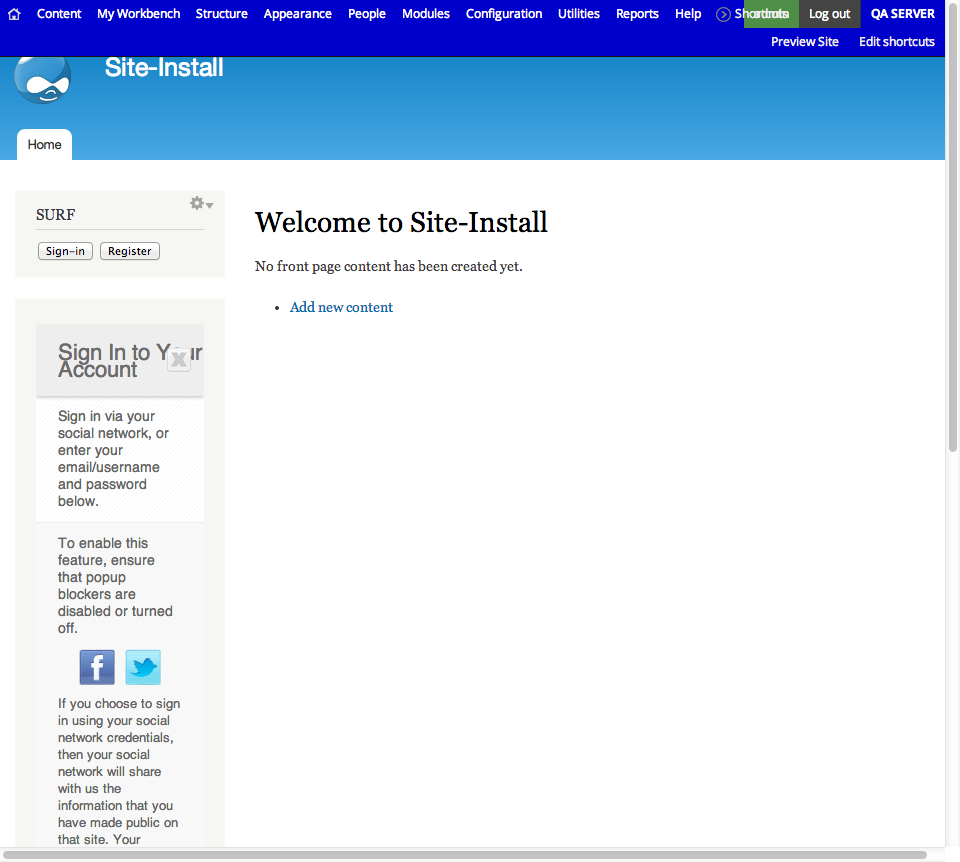 Content My Workbench Structure Appearance People Modules Configuration Utilities Reports Help Shortcuts Log out QA SERVER
Preview Site Edit shortcuts
Site-Install
Home
SURF
Sign-in Register
Welcome to Site-Install
No front page content has been created yet.
Add new content
Sign In to Your
Account
X
Sign in via your
social network, or
enter your
email/username
and password
below.
To enable this
feature, ensure
that popup
blockers are
disabled or turned
off.
If you choose to sign
in using your social
network credentials,
then your social
network will share
with us the
information that you
have made public on
that site. Your